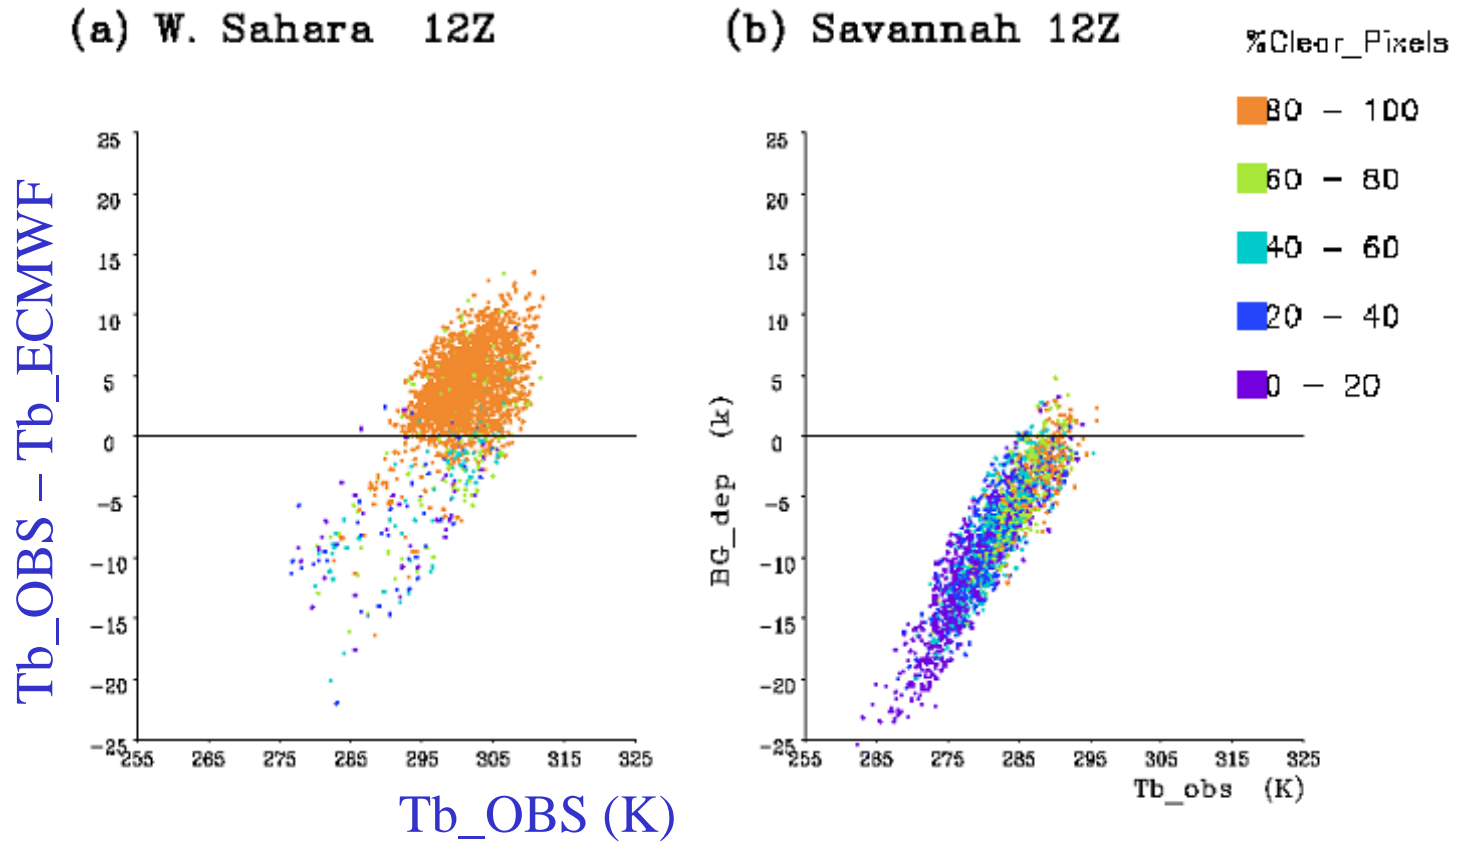 (a) W. Sahara 12Z
(b) Savannah 12Z
%Clear_Pixels
80 – 100
60 – 80
40 – 60
20 – 40
0 – 20
Tb_OBS – Tb_ECMWF
25
20
15
10
5
0
-5
-10
-15
-20
-25
255 265 275 285 295 305 315 325
Tb_OBS (K)
BG_dep (k)
25
20
15
10
5
0
-5
-10
-15
-20
-25
255 265 275 285 295 305 315 325
Tb_obs (K)